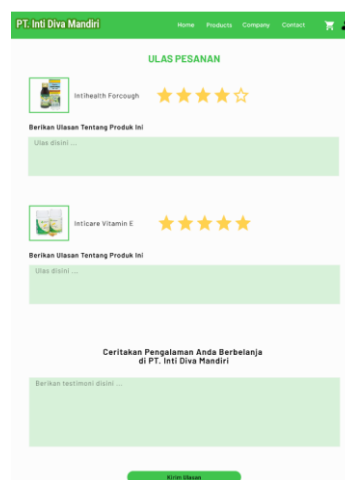 PT. Inti Diva Mandiri
Home Products Company Contact
ULAS PESANAN
Intihealth Forcough
Berikan Ulasan Tentang Produk Ini
Ulas disini ...
Inticare Vitamin E
Berikan Ulasan Tentang Produk Ini
Ulas disini ...
Ceritakan Pengalaman Anda Berbelanja
di PT. Inti Diva Mandiri
Berikan testimoni disini ...
Kirim Ulasan